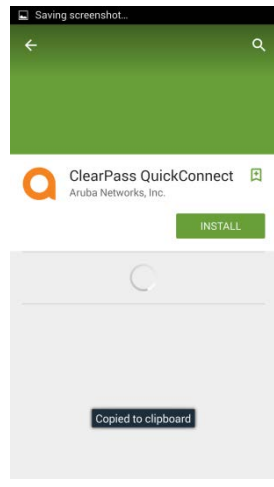 Saving screenshot...
ClearPass QuickConnect
Aruba Networks, Inc.
INSTALL
Copied to clipboard